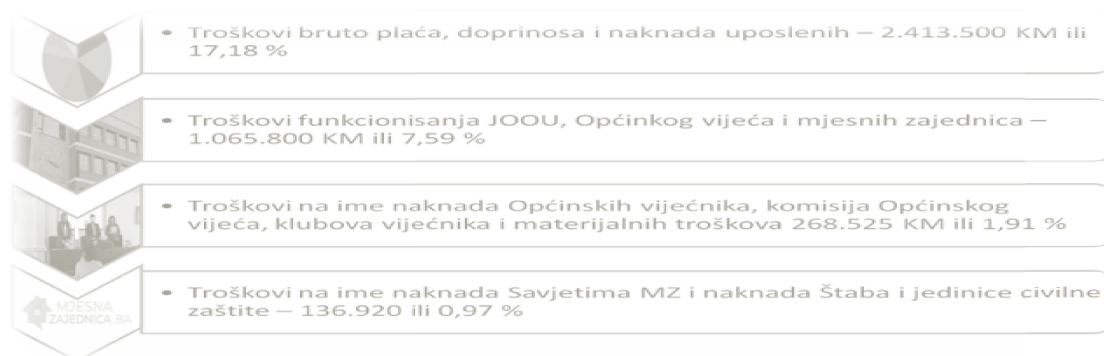 • Troškovi bruto plaća, doprinosa i naknada uposlenih – 2.413.500 KM ili
17,18 %
• Troškovi funkcionisanja JOOU, Općinkog vijeća i mjesnih zajednica –
1.065.800 KM ili 7,59 %
• Troškovi na ime naknada Općinskih vijećnika, komisija Općinskog
vijeća, klubova vijećnika i materijalnih troškova 268.525 KM ili 1,91 %
• Troškovi na ime naknada Savjetima MZ i naknada Štaba i jedinice civilne
zaštite – 136.920 ili 0,97 %
MJESNA
ZAJEDNICA.BA